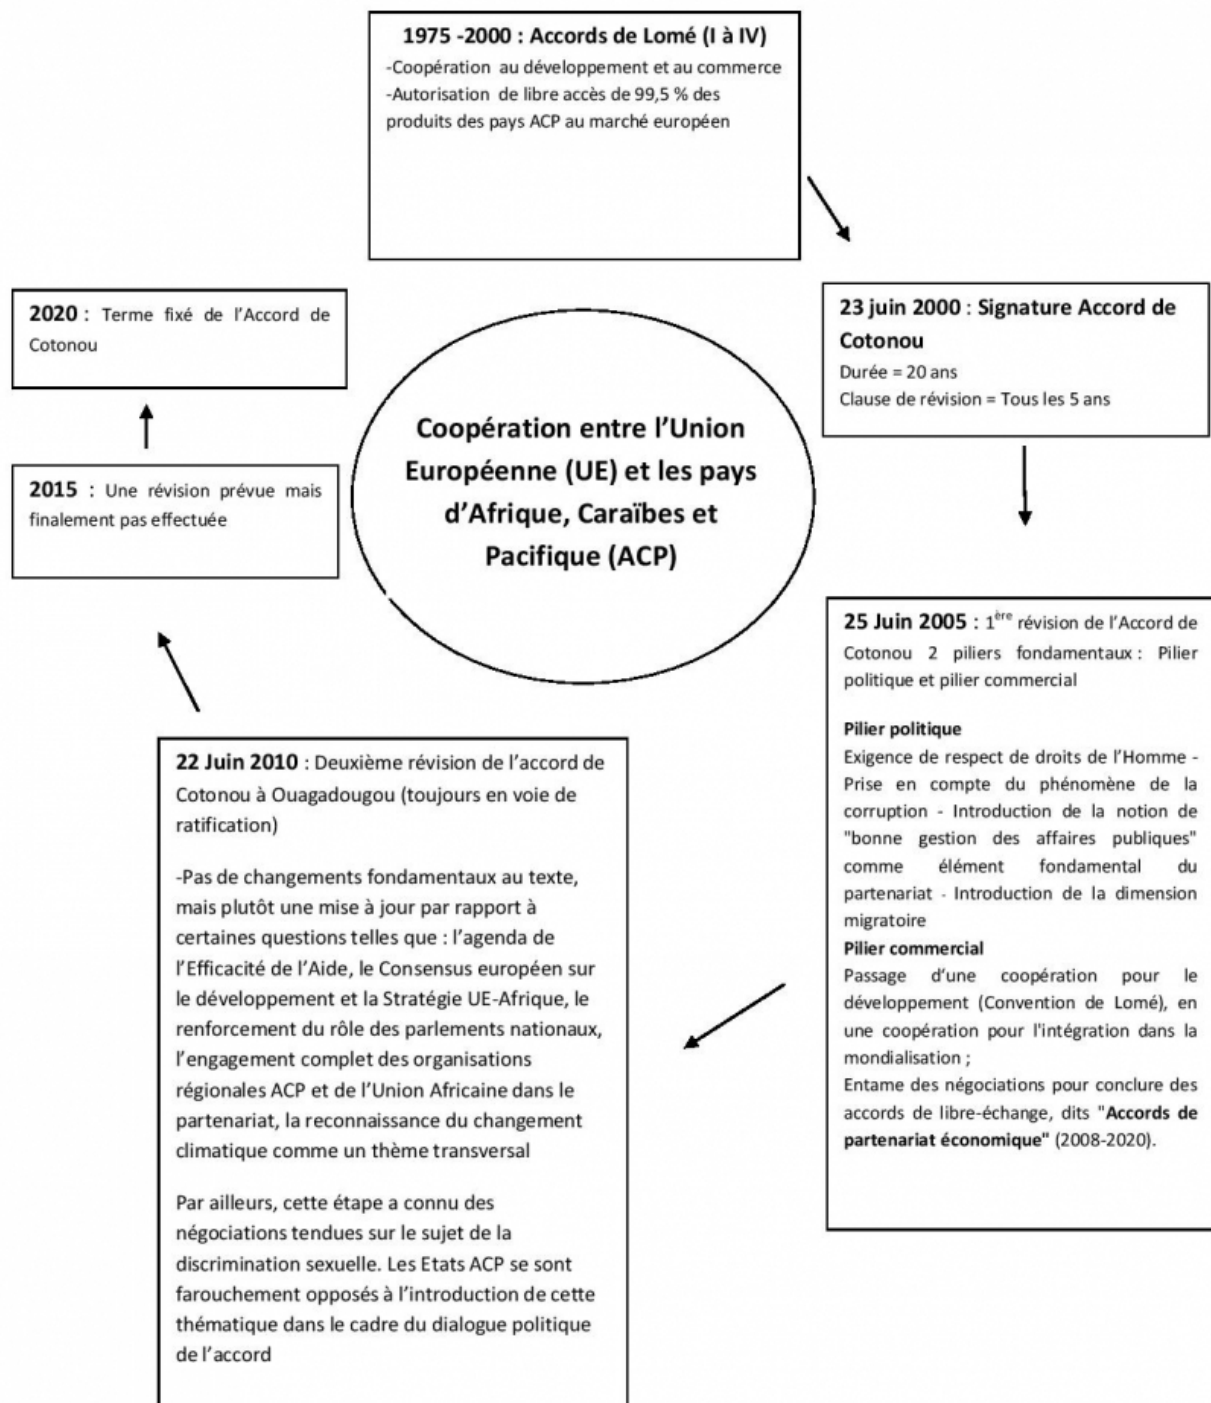 1975 -2000 : Accords de Lomé (I à IV)
-Coopération au développement et au commerce
-Autorisation de libre accès de 99,5 % des
produits des pays ACP au marché européen
23 juin 2000 : Signature Accord de
Cotonou
Durée = 20 ans
Clause de révision = Tous les 5 ans
25 Juin 2005 : 1ère révision de l'Accord de
Cotonou 2 piliers fondamentaux : Pilier
politique et pilier commercial
Pilier politique
Exigence de respect de droits de l'Homme -
Prise en compte du phénomène de la
corruption - Introduction de la notion de
"bonne gestion des affaires publiques"
comme élément fondamental du
partenariat - Introduction de la dimension
migratoire
Pilier commercial
Passage d'une coopération pour le
développement (Convention de Lomé), en
une coopération pour l'intégration dans la
mondialisation ;
Entame des négociations pour conclure des
accords de libre-échange, dits "Accords de
partenariat économique" (2008-2020).
22 Juin 2010 : Deuxième révision de l'accord de
Cotonou à Ouagadougou (toujours en voie de
ratification)
-Pas de changements fondamentaux au texte,
mais plutôt une mise à jour par rapport à
certaines questions telles que : l'agenda de
l'Efficacité de l'Aide, le Consensus européen sur
le développement et la Stratégie UE-Afrique, le
renforcement du rôle des parlements nationaux,
l'engagement complet des organisations
régionales ACP et de l'Union Africaine dans le
partenariat, la reconnaissance du changement
climatique comme un thème transversal
Par ailleurs, cette étape a connu des
négociations tendues sur le sujet de la
discrimination sexuelle. Les Etats ACP se sont
farouchement opposés à l'introduction de cette
thématique dans le cadre du dialogue politique
de l'accord
2015 : Une révision prévue mais
finalement pas effectuée
2020 : Terme fixé de l'Accord de
Cotonou
Coopération entre l'Union
Européenne (UE) et les pays
d'Afrique, Caraïbes et
Pacifique (ACP)